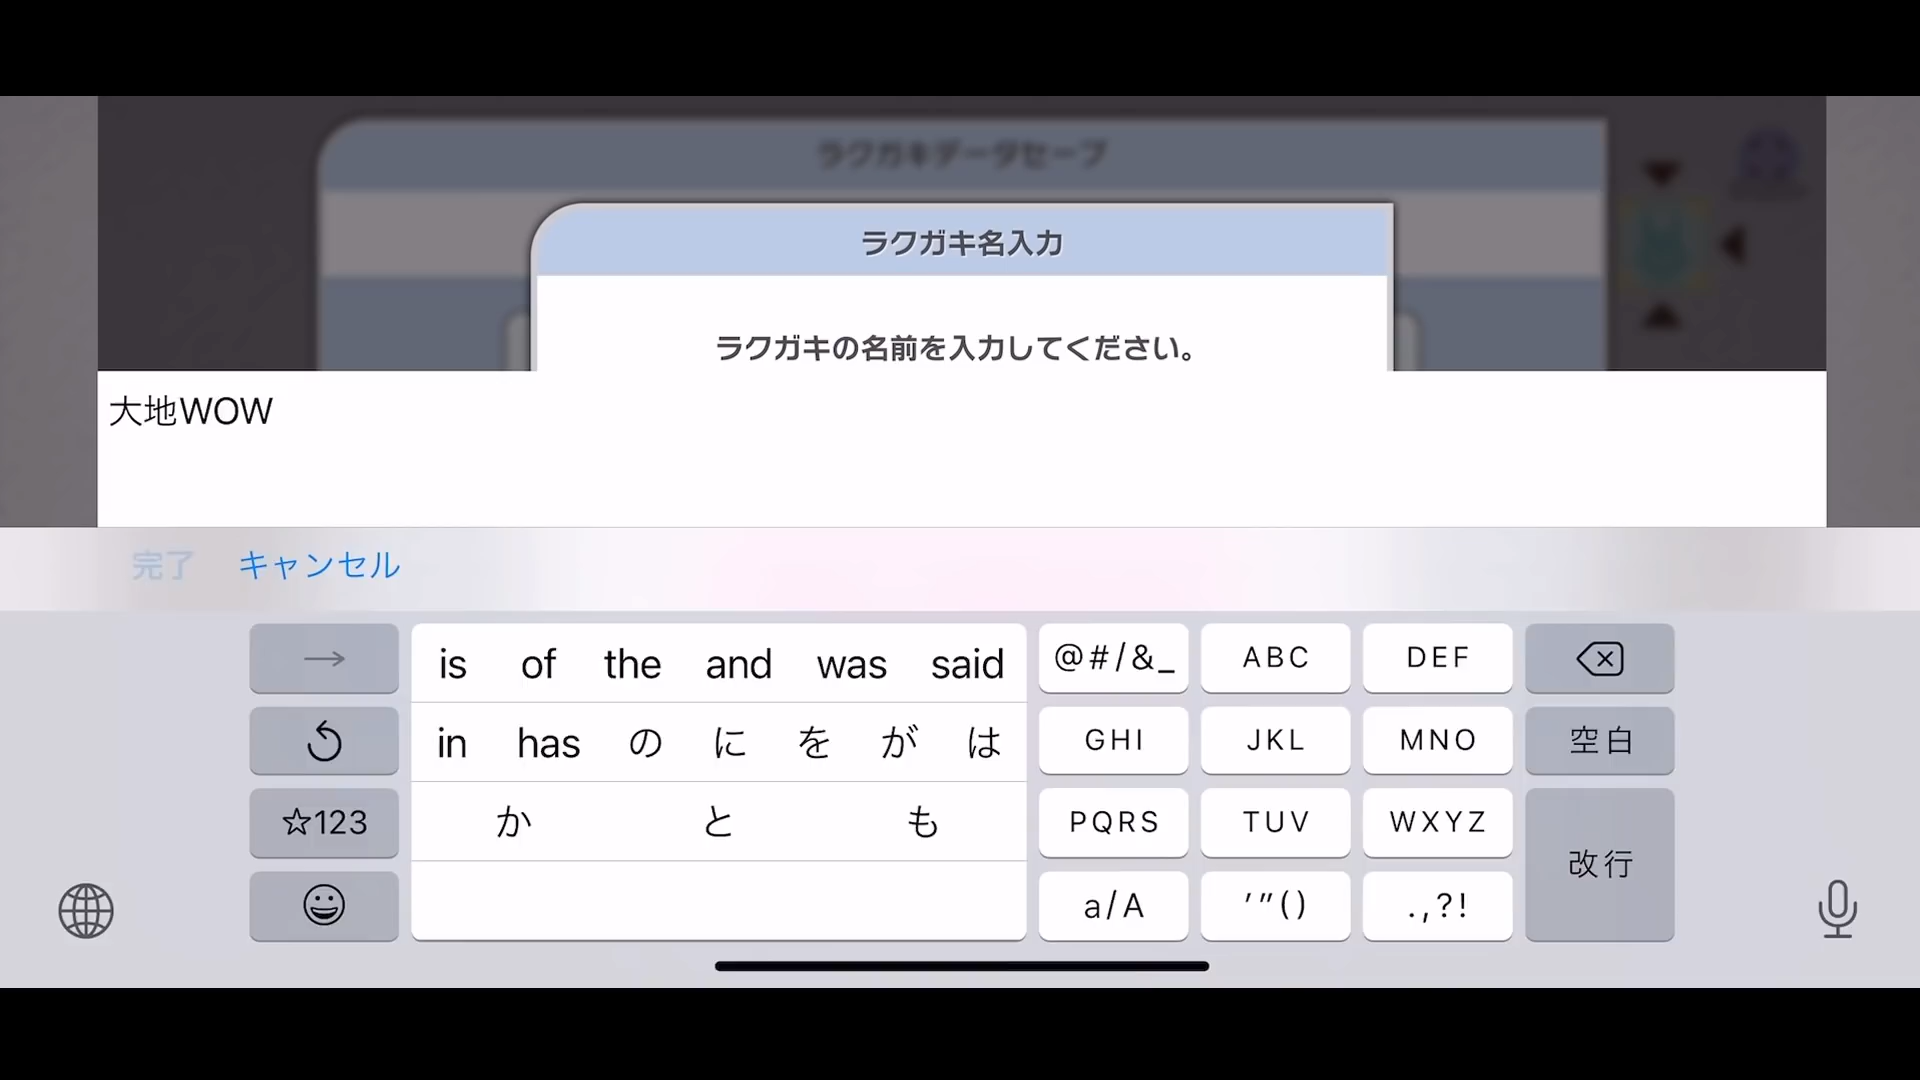 ラクガキデータセーブ
ラクガキ名入力
ラクガキの名前を入力してください。
大地WOW
完了 キャンセル
→ is of the and was said @#/&_ ABC DEF
in has の に を が は GHI JKL MNO 空白
☆123 か と も PQRS TUV WXYZ 改行
a/A ’”() .,?!